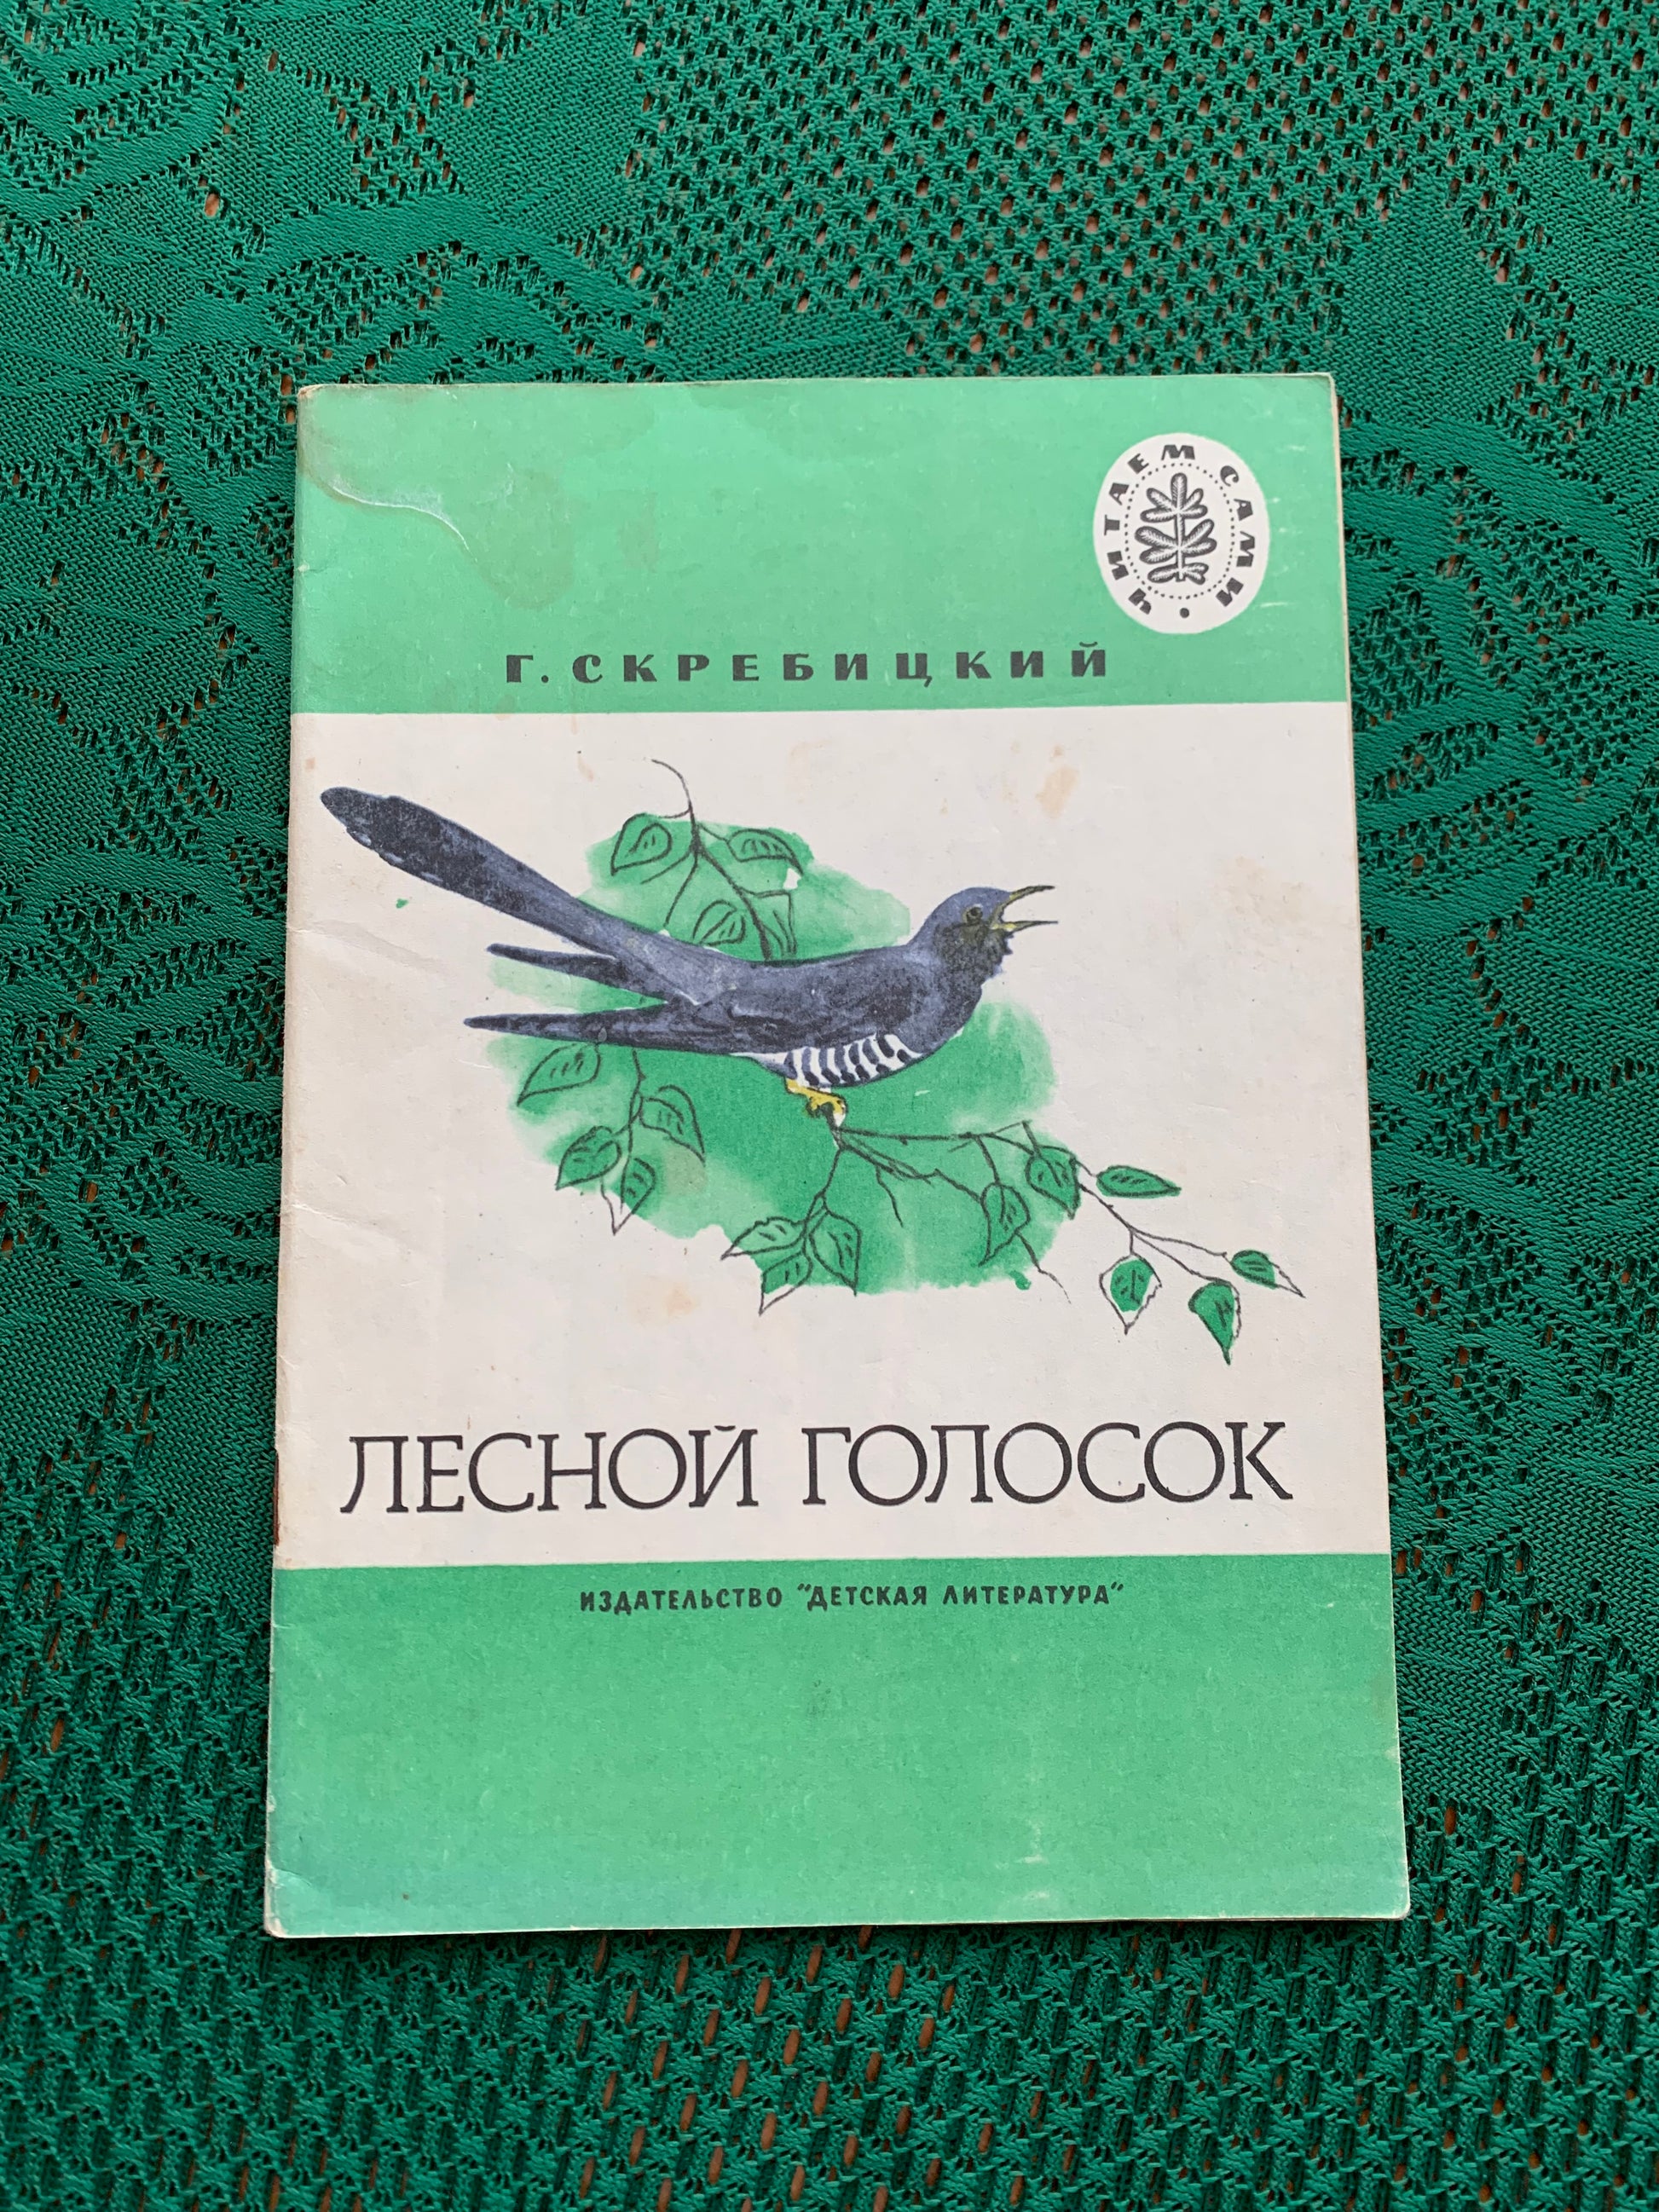 ЧИТАЕМ САМИ
Г. СКРЕБИЦКИЙ
ЛЕСНОЙ ГОЛОСОК
ИЗДАТЕЛЬСТВО "ДЕТСКАЯ ЛИТЕРАТУРА"